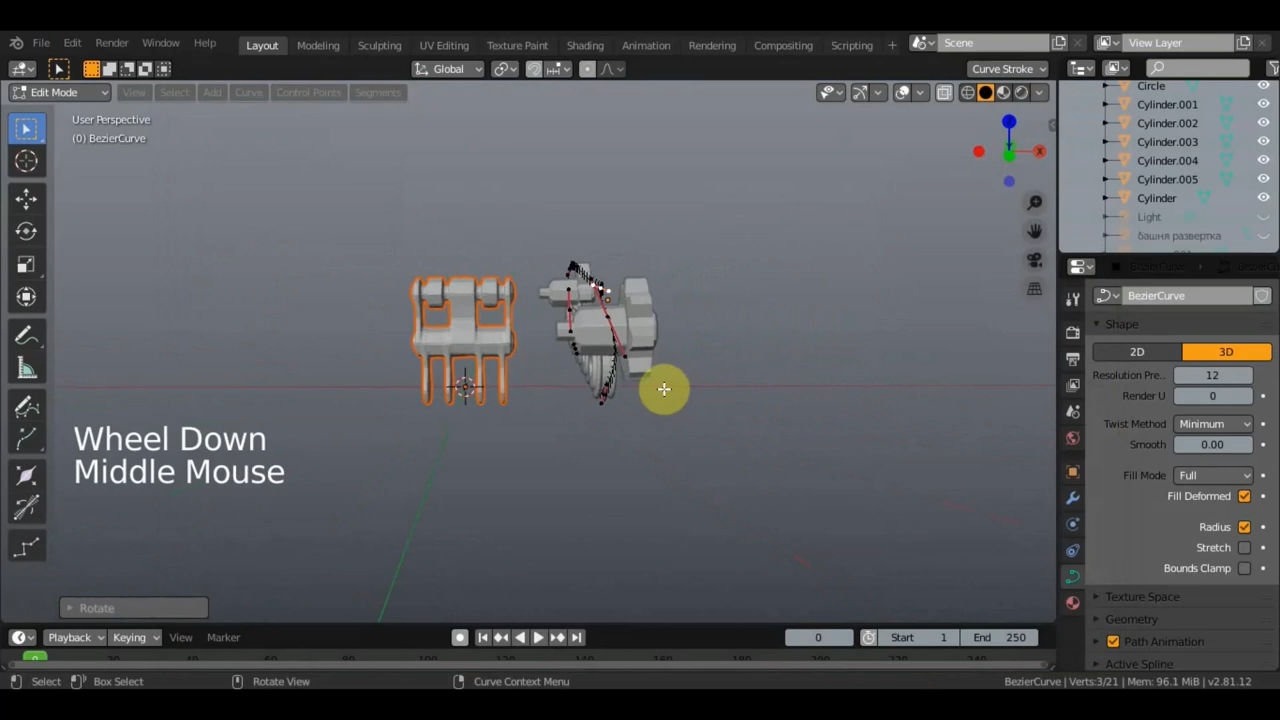 File Edit Render Window Help Layout Modeling Sculpting UV Editing Texture Paint Shading Animation Rendering Compositing Scripting + Scene View Layer
Global Curve Stroke
Edit Mode View Select Add Curve Control Points Segments
User Perspective
(0) BezierCurve
X
Circle
Cylinder.001
Cylinder.002
Cylinder.003
Cylinder.004
Cylinder.005
Cylinder
Light
башня развертка
BezierCurve
Shape
2D 3D
Resolution Pre.. 12
Render U 0
Twist Method Minimum
Smooth 0.00
Fill Mode Full
Fill Deformed
Radius
Stretch
Bounds Clamp
Texture Space
Geometry
Path Animation
Active Spline
Wheel Down
Middle Mouse
Rotate
Playback Keying View Marker 0 Start 1 End 250
0
Select Box Select Rotate View Curve Context Menu BezierCurve | Verts:3/21 | Mem: 96.1 MiB | v2.81.12